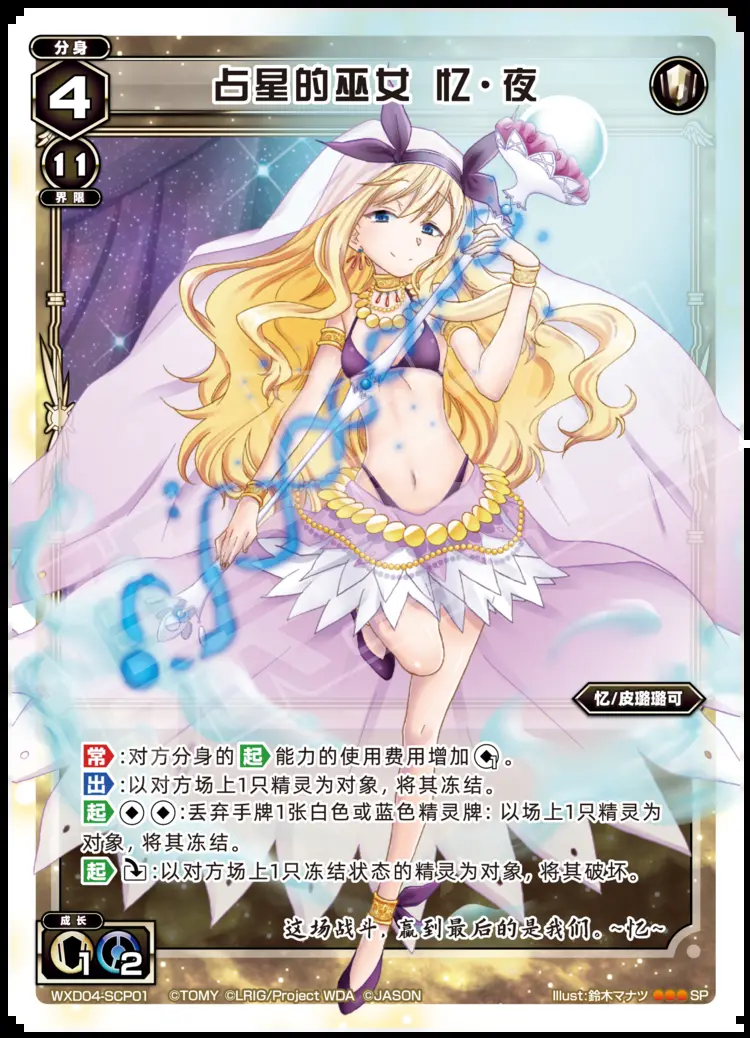 分身
4
占星的巫女 忆·夜
11
界限
忆/皮璐璐可
常:对方分身的起能力的使用费用增加。
出:以对方场上1只精灵为对象, 将其冻结。
起:丢弃手牌1张白色或蓝色精灵牌: 以场上1只精灵为
对象, 将其冻结。
起:以对方场上1只冻结状态的精灵为对象, 将其破坏。
这场战斗, 赢到最后的是我们。~忆~
成长
1 2
WXD04-SCP01 ©TOMY ©LRIG/Project WDA ©JASON Illust:鈴木マナツ SP